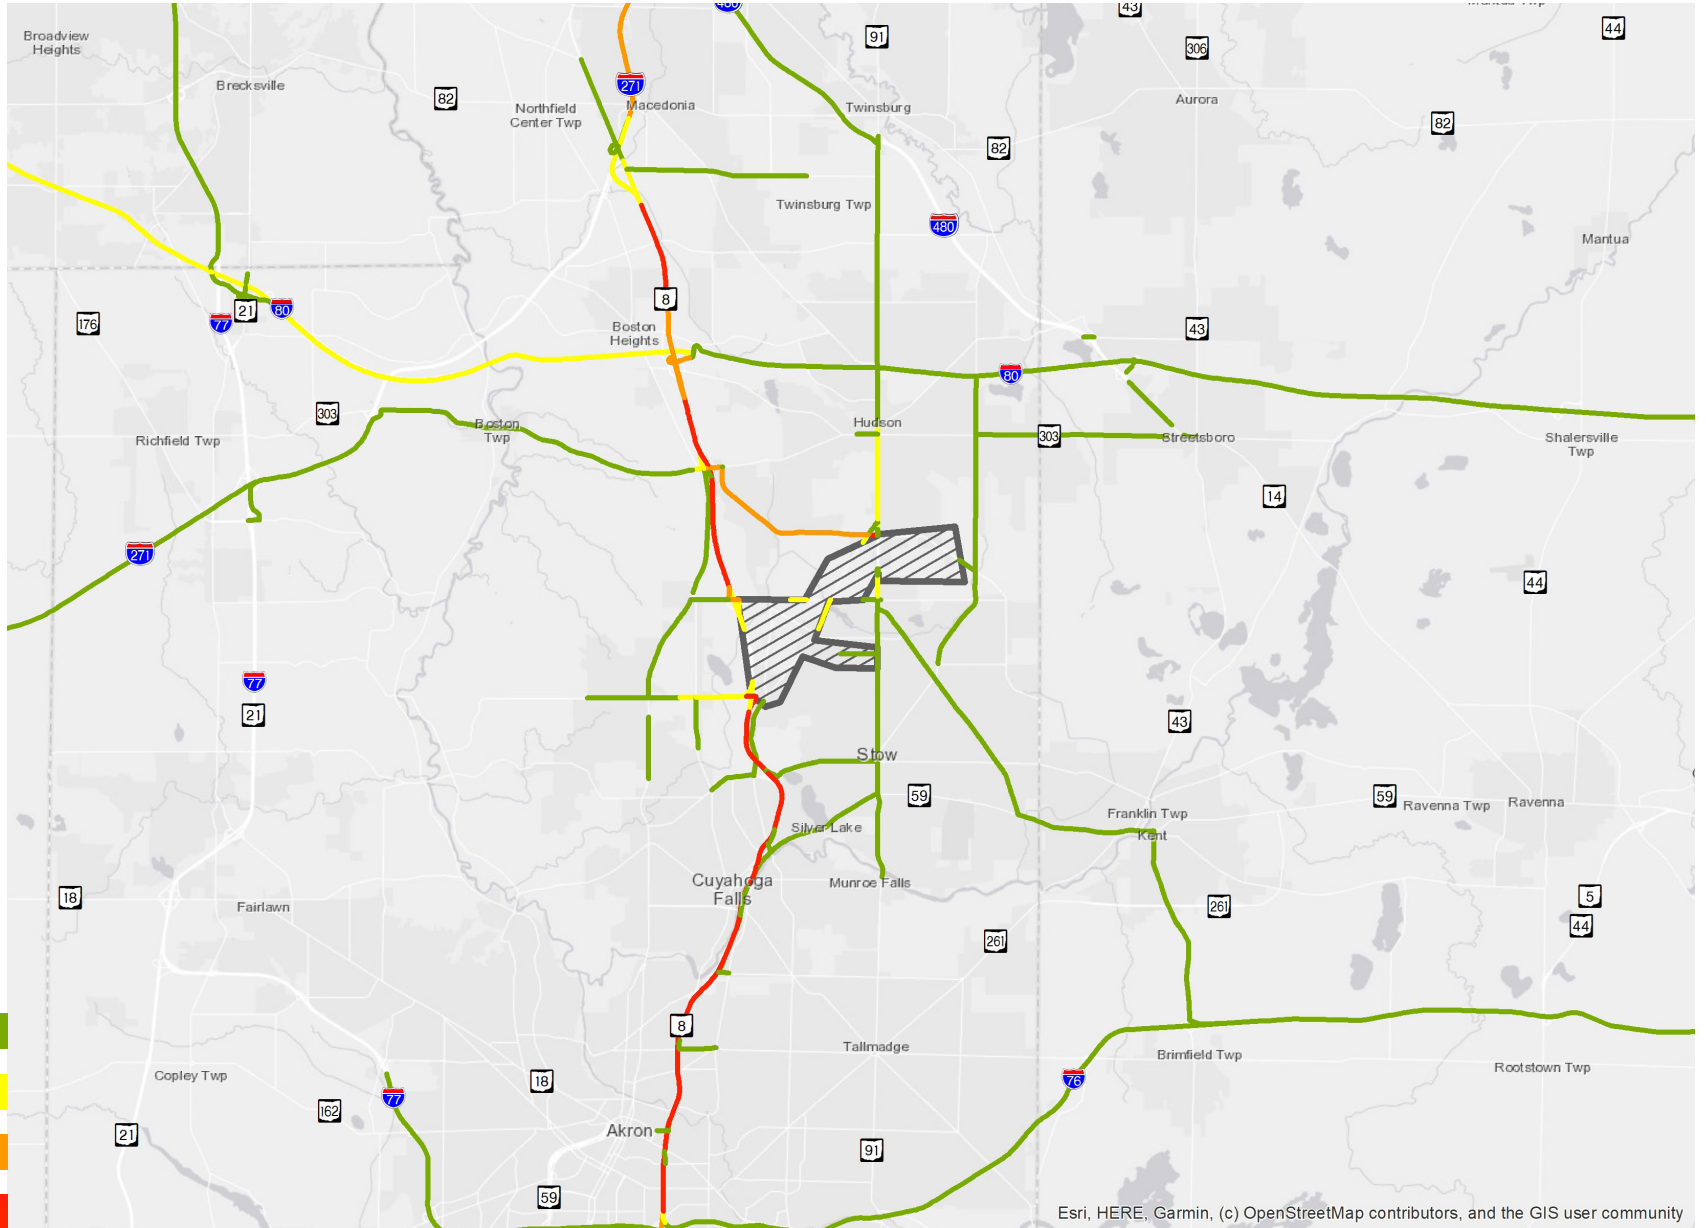 480
43
Mantua Twp
44
Broadview
Heights
91
306
Brecksville
271
82
Northfield
Center Twp
Macedonia
Twinsburg
Aurora
82
82
Twinsburg Twp
480
Mantua
8
176
77
21
80
Boston
Heights
43
80
303
Richfield Twp
Boston
Twp
Hudson
303
Streetsboro
Shalersville
Twp
14
271
44
77
21
43
Stow
59
59
Ravenna Twp
Ravenna
Silver Lake
Franklin Twp
Kent
Cuyahoga
Falls
Munroe Falls
18
Fairlawn
261
5
44
261
8
Tallmadge
Brimfield Twp
Rootstown Twp
Copley Twp
18
76
77
162
21
Akron
91
59
Esri, HERE, Garmin, (c) OpenStreetMap contributors, and the GIS user community